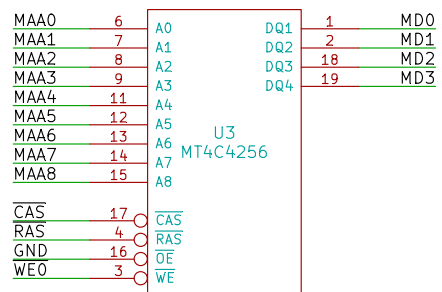 MAA0 6 A0 DQ1 1 MD0
MAA1 7 A1 DQ2 2 MD1
MAA2 8 A2 DQ3 18 MD2
MAA3 9 A3 DQ4 19 MD3
MAA4 11 A4
MAA5 12 A5
MAA6 13 A6
MAA7 14 A7
MAA8 15 A8
U3
MT4C4256
CAS 17 CAS
RAS 4 RAS
GND 16 OE
WE0 3 WE